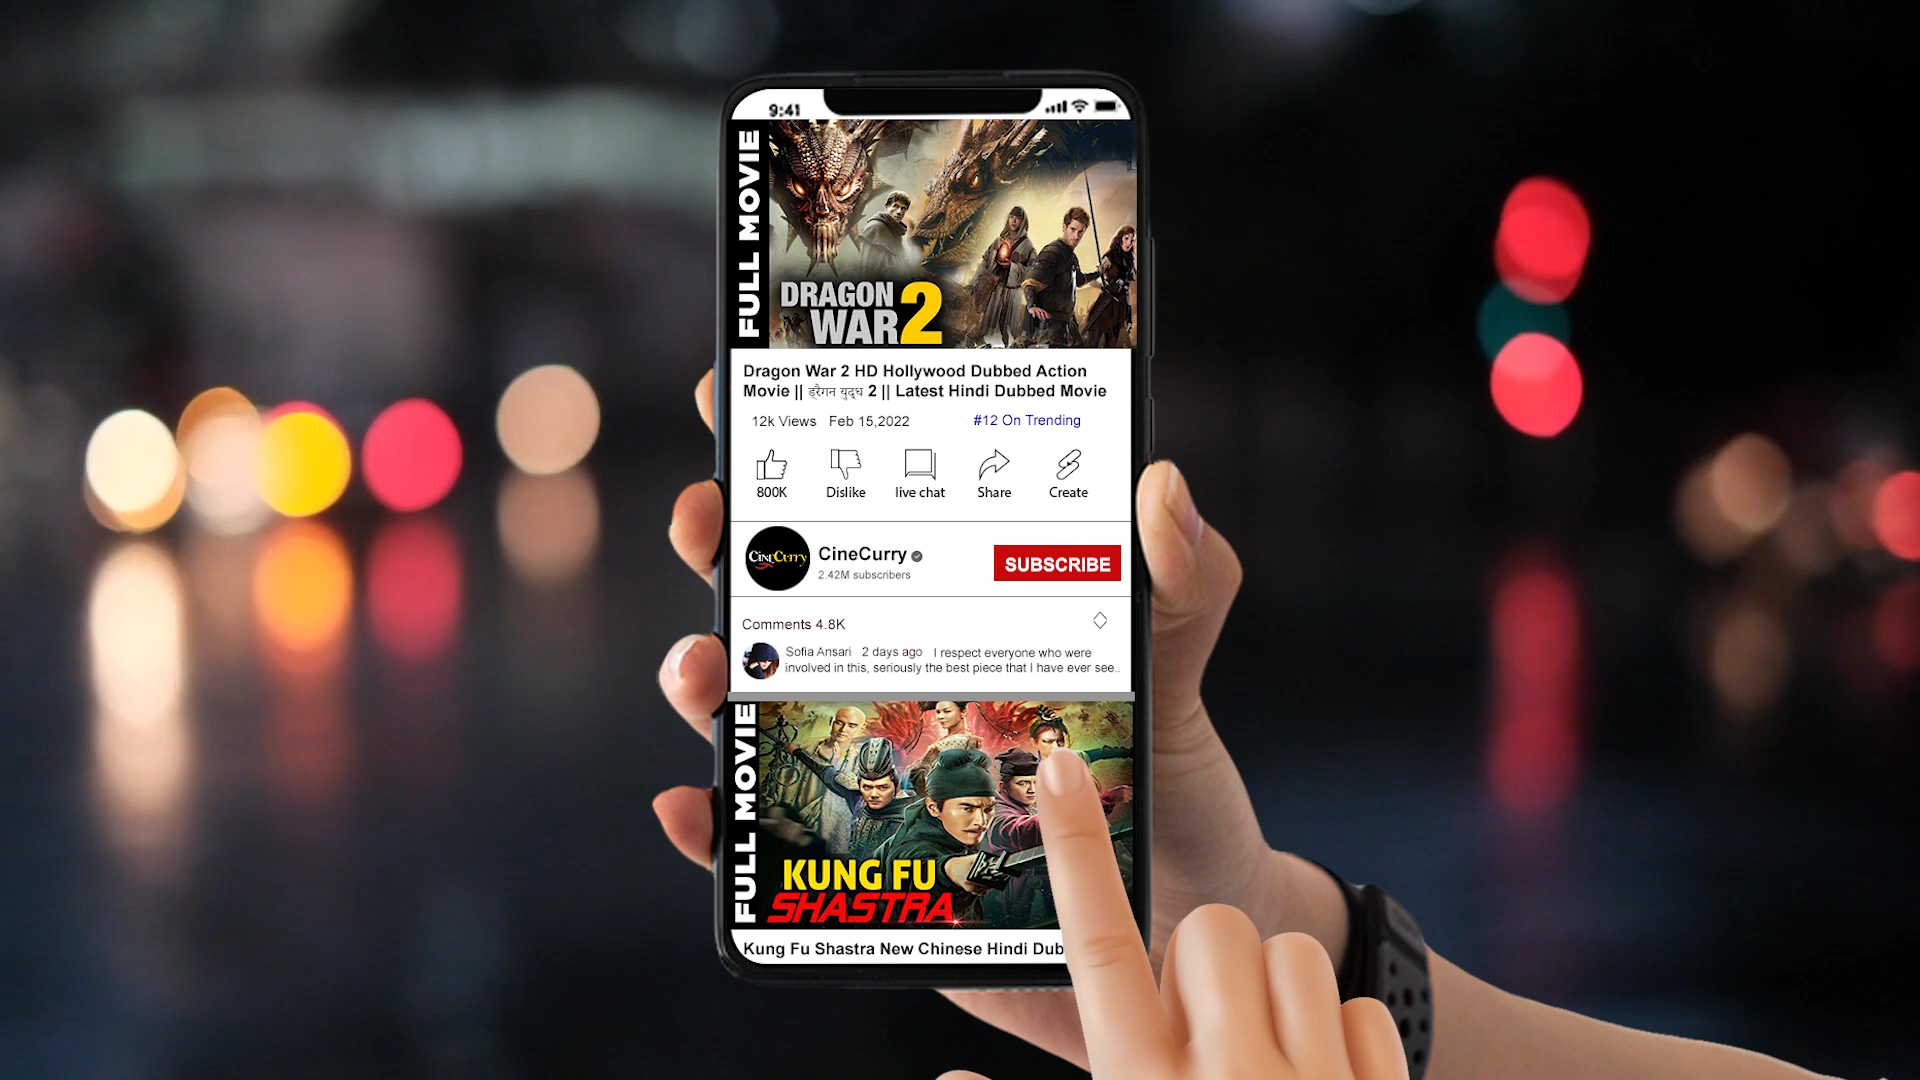 9:41
FULL MOVIE
DRAGON
WAR 2
Dragon War 2 HD Hollywood Dubbed Action
Movie || ड्रैगन युद्ध 2 || Latest Hindi Dubbed Movie
12k Views Feb 15,2022 #12 On Trending
800K Dislike live chat Share Create
CineCurry
CineCurry
2.42M subscribers
SUBSCRIBE
Comments 4.8K
Sofia Ansari 2 days ago I respect everyone who were
involved in this, seriously the best piece that I have ever see..
FULL MOVIE
KUNG FU
SHASTRA
Kung Fu Shastra New Chinese Hindi Dub